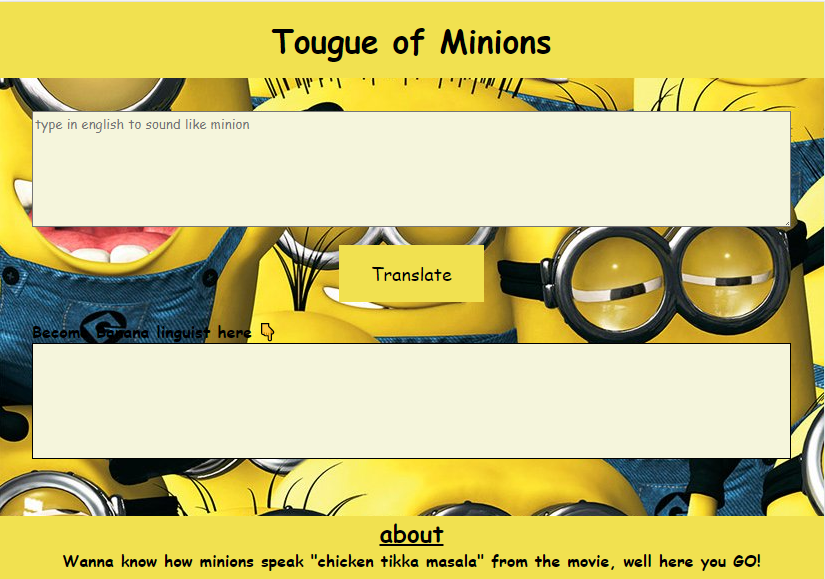 Tougue of Minions
type in english to sound like minion
Translate
Become Banana linguist here 👇
about
Wanna know how minions speak "chicken tikka masala" from the movie, well here you GO!